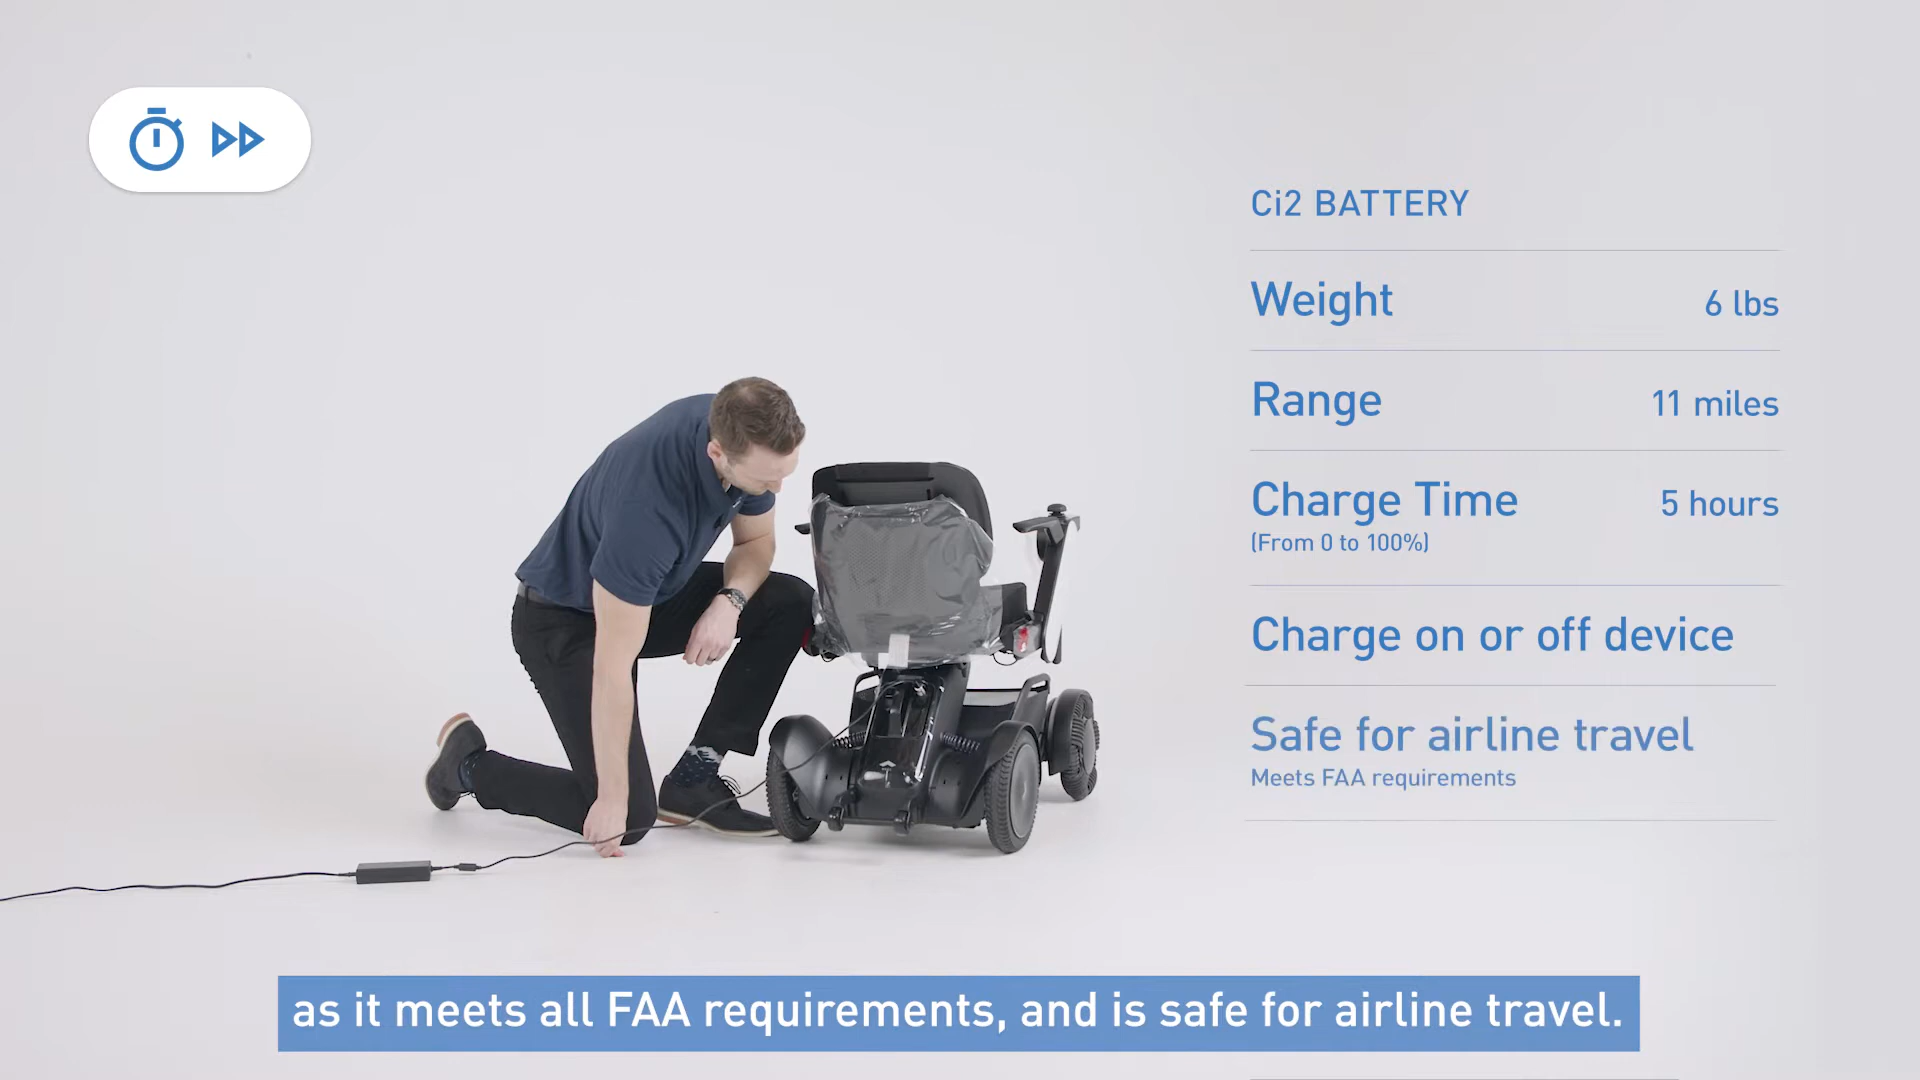 Ci2 BATTERY
Weight 6 lbs
Range 11 miles
Charge Time 5 hours
(From 0 to 100%)
Charge on or off device
Safe for airline travel
Meets FAA requirements
as it meets all FAA requirements, and is safe for airline travel.